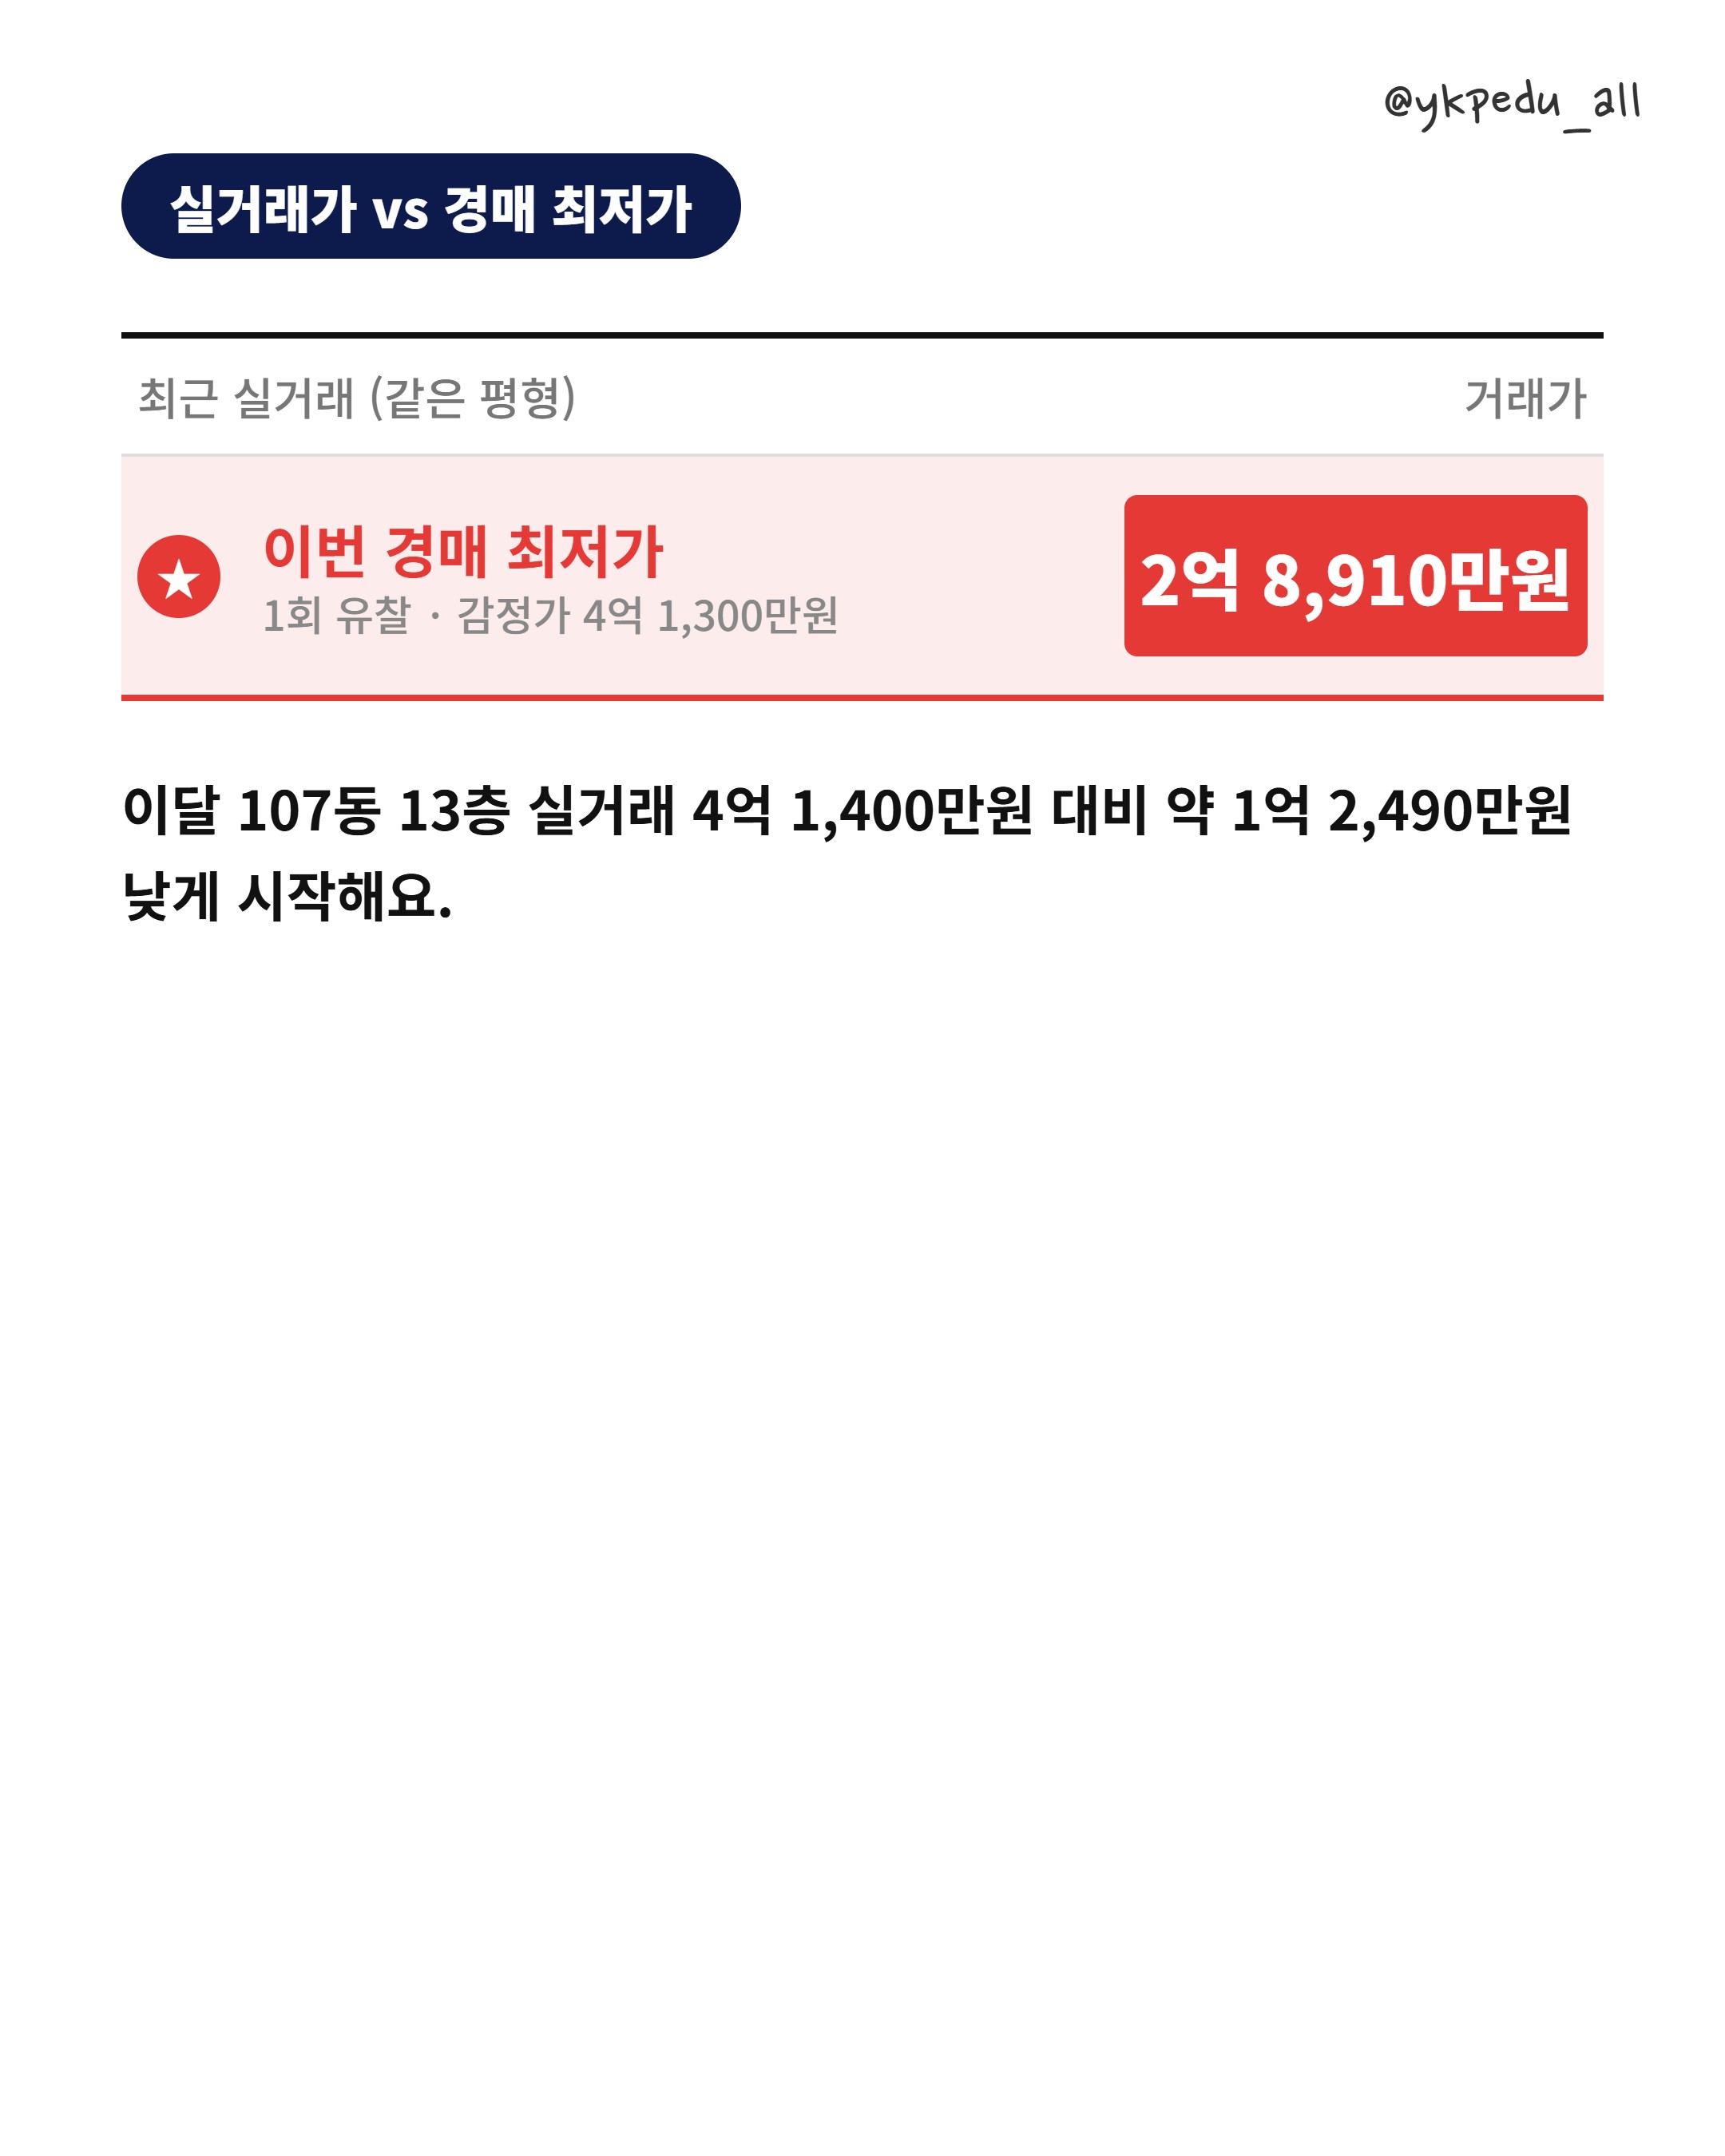 @ykpedu_all
실거래가 vs 경매 최저가
최근 실거래 (같은 평형) 거래가
이번 경매 최저가
1회 유찰 · 감정가 4억 1,300만원
2억 8,910만원
이달 107동 13층 실거래 4억 1,400만원 대비 약 1억 2,490만원
낮게 시작해요.